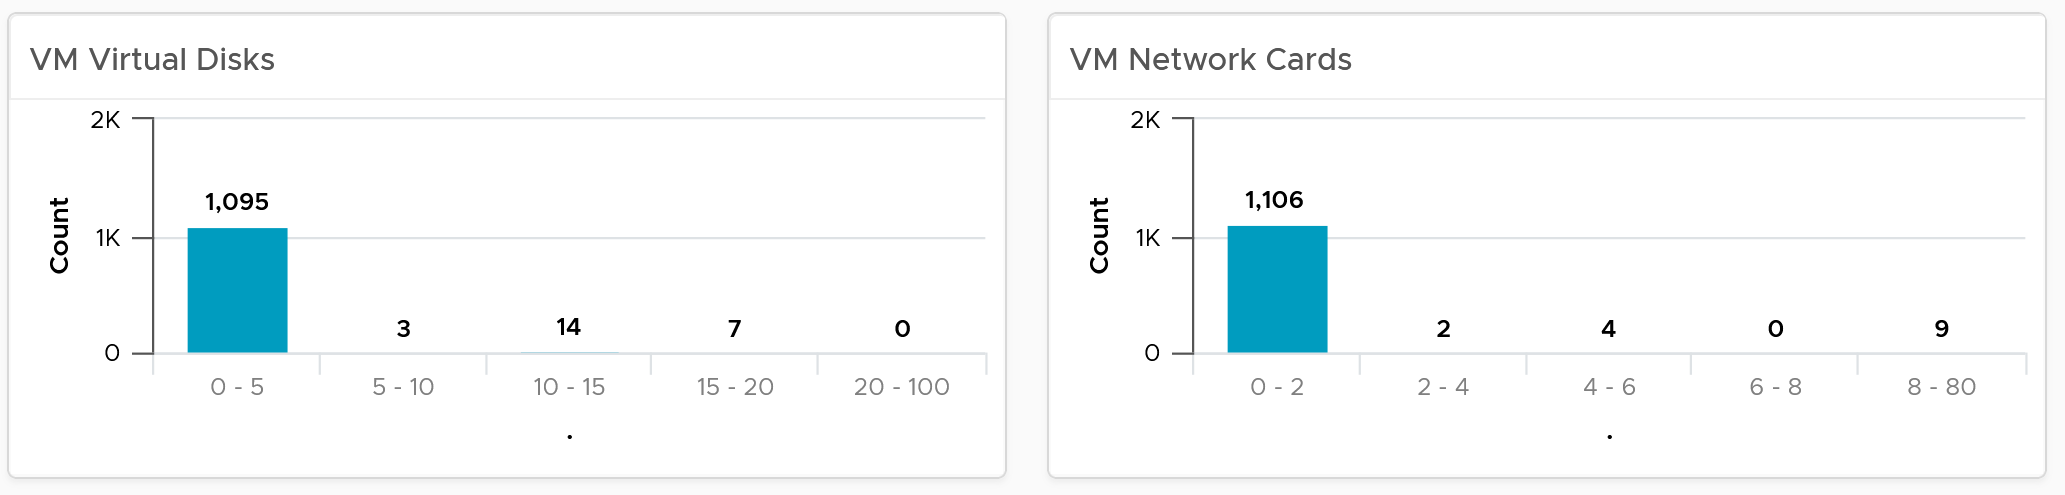 VM Virtual Disks
2K
1,095
Count
1K
3
14
7
0
0
0 - 5
5 - 10
10 - 15
15 - 20
20 - 100
.
VM Network Cards
2K
1,106
Count
1K
2
4
0
9
0
0 - 2
2 - 4
4 - 6
6 - 8
8 - 80
.